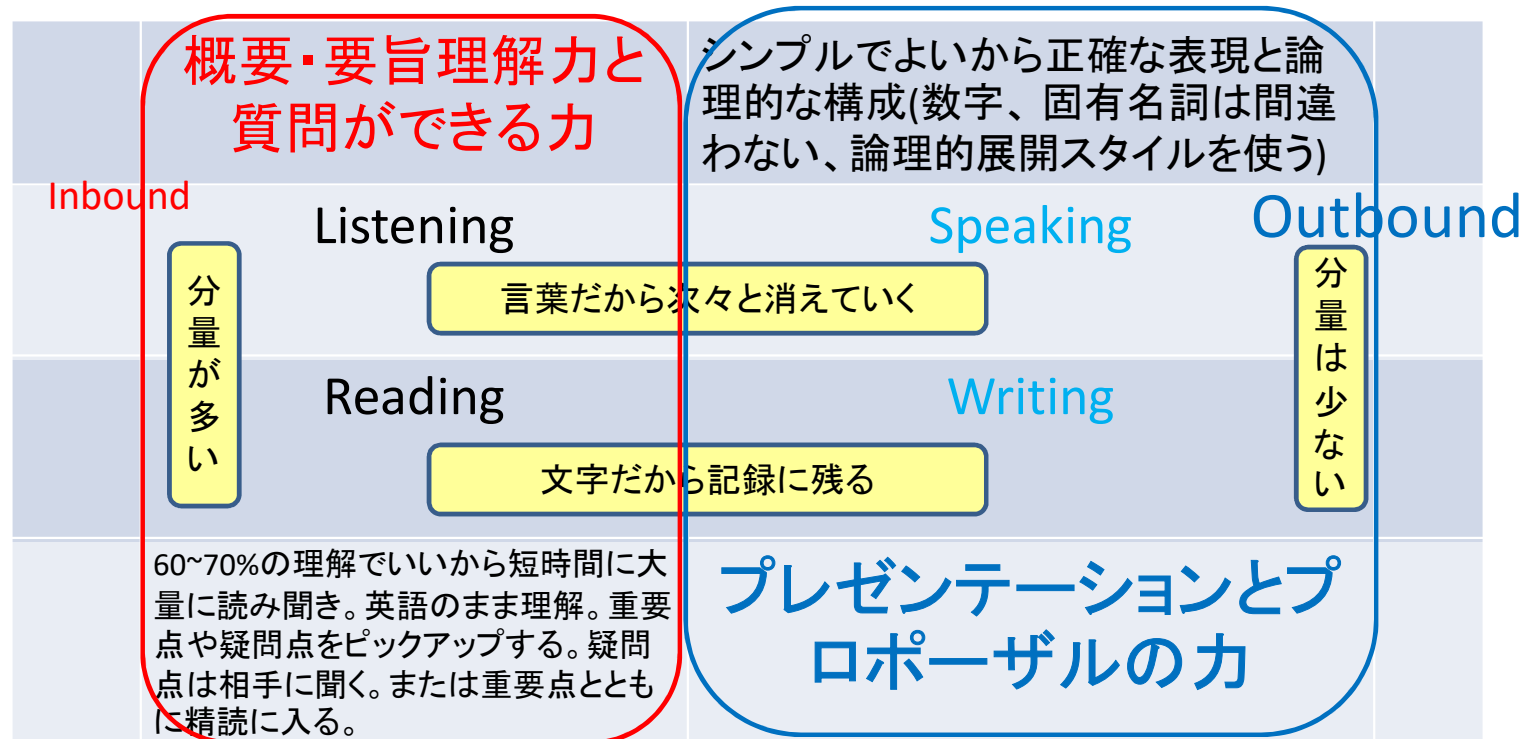 概要・要旨理解力と
質問ができる力
シンプルでよいから正確な表現と論
理的な構成(数字、固有名詞は間違
わない、論理的展開スタイルを使う)
Inbound
Listening
Speaking
Outbound
分量が多い
言葉だから次々と消えていく
分量は少ない
Reading
Writing
文字だから記録に残る
60~70%の理解でいいから短時間に大
量に読み聞き。英語のまま理解。重要
点や疑問点をピックアップする。疑問
点は相手に聞く。または重要点ととも
に精読に入る。
プレゼンテーションとプ
ロポーザルの力